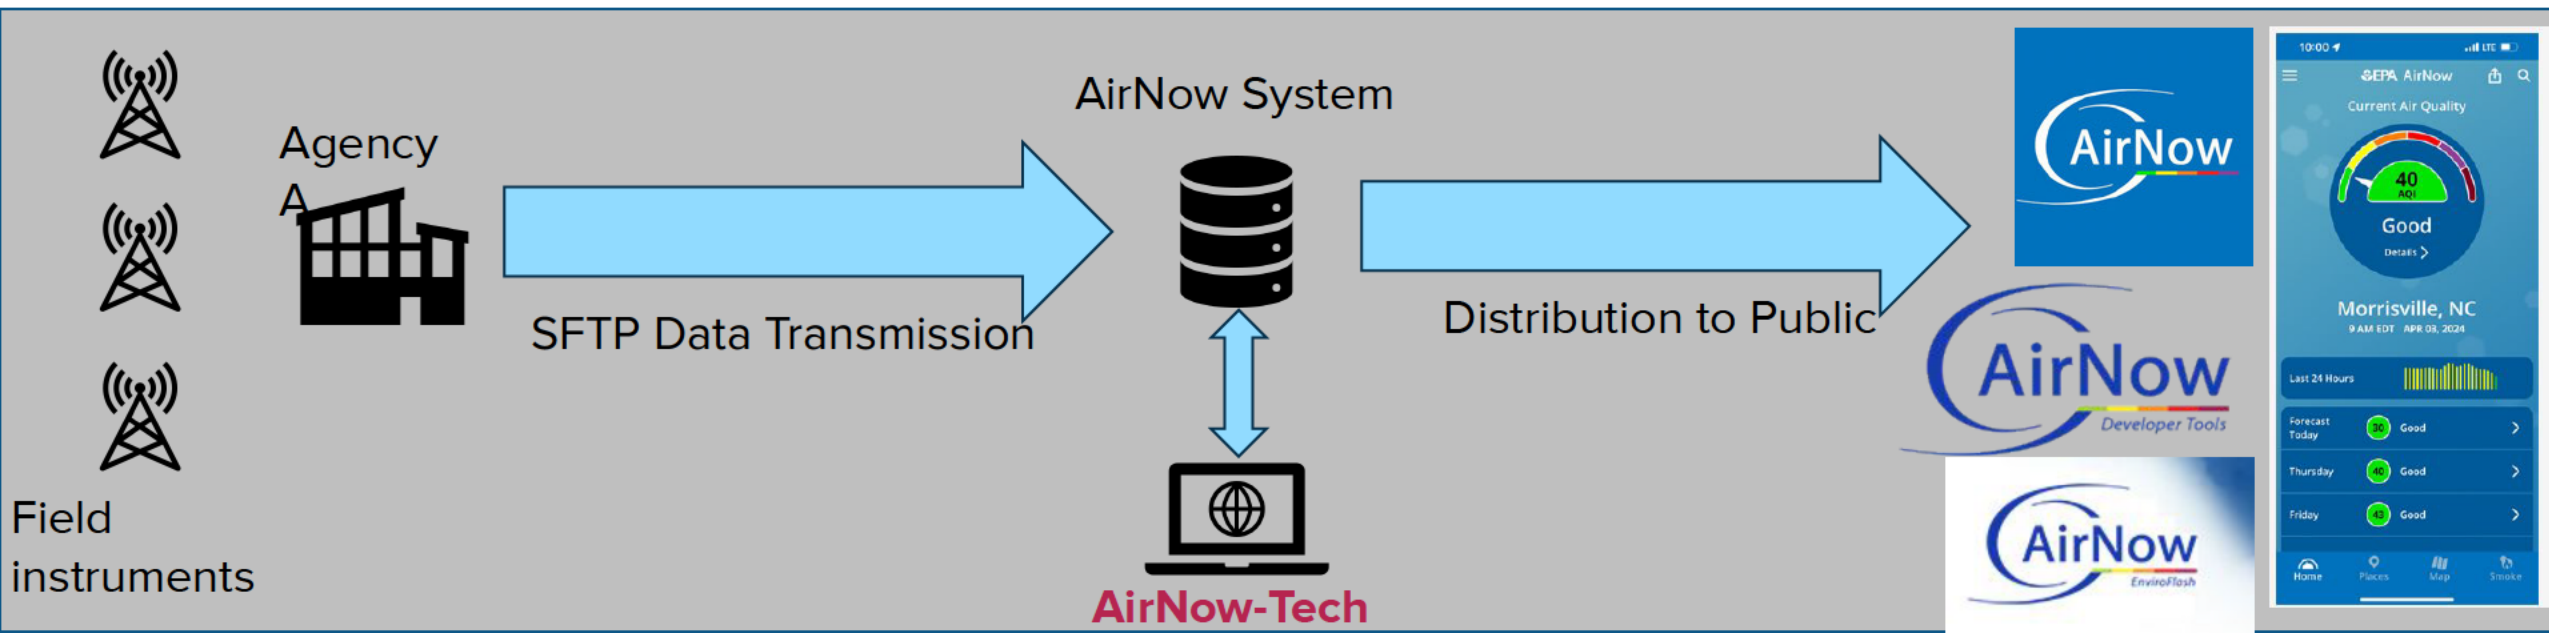 Field
instruments
Agency
A
SFTP Data Transmission
AirNow System
AirNow-Tech
Distribution to Public
AirNow
AirNow
Developer Tools
AirNow
EnviroFlash
10:00
LTE
EPA AirNow
Current Air Quality
40
AQI
Good
Details >
Morrisville, NC
9 AM EDT APR 03, 2024
Last 24 Hours
Forecast
Today
30 Good
Thursday 40 Good
Friday 43 Good
Home Places Map Smoke